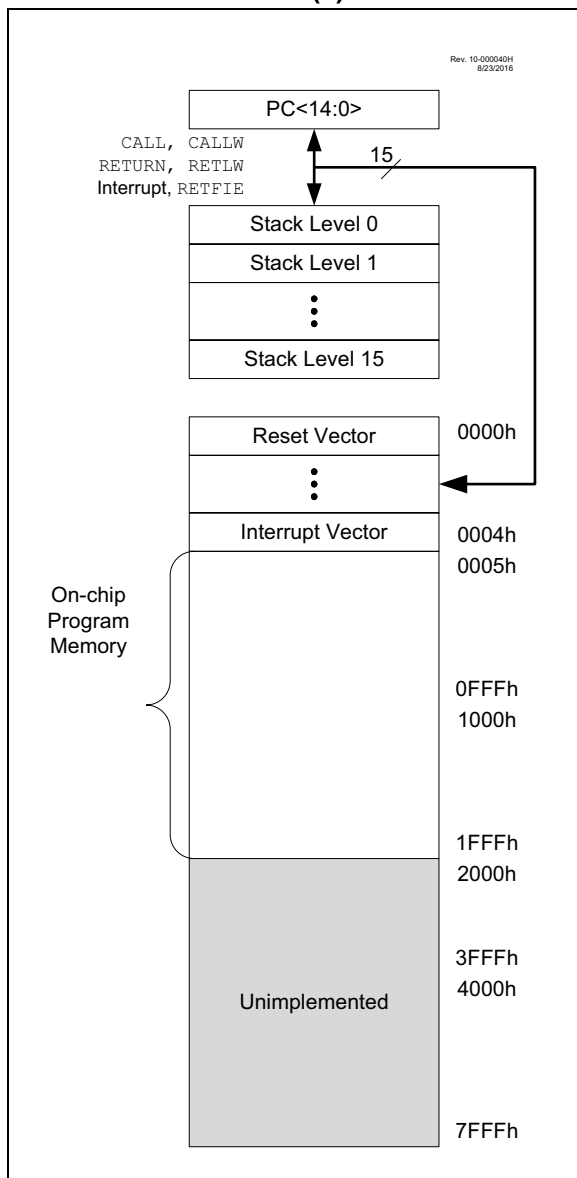 Rev. 10-000040H
8/23/2016
PC<14:0>
CALL, CALLW
RETURN, RETLW
Interrupt, RETFIE
15
Stack Level 0
Stack Level 1
Stack Level 15
Reset Vector
0000h
Interrupt Vector
0004h
0005h
On-chip
Program
Memory
0FFFh
1000h
1FFFh
2000h
Unimplemented
3FFFh
4000h
7FFFh